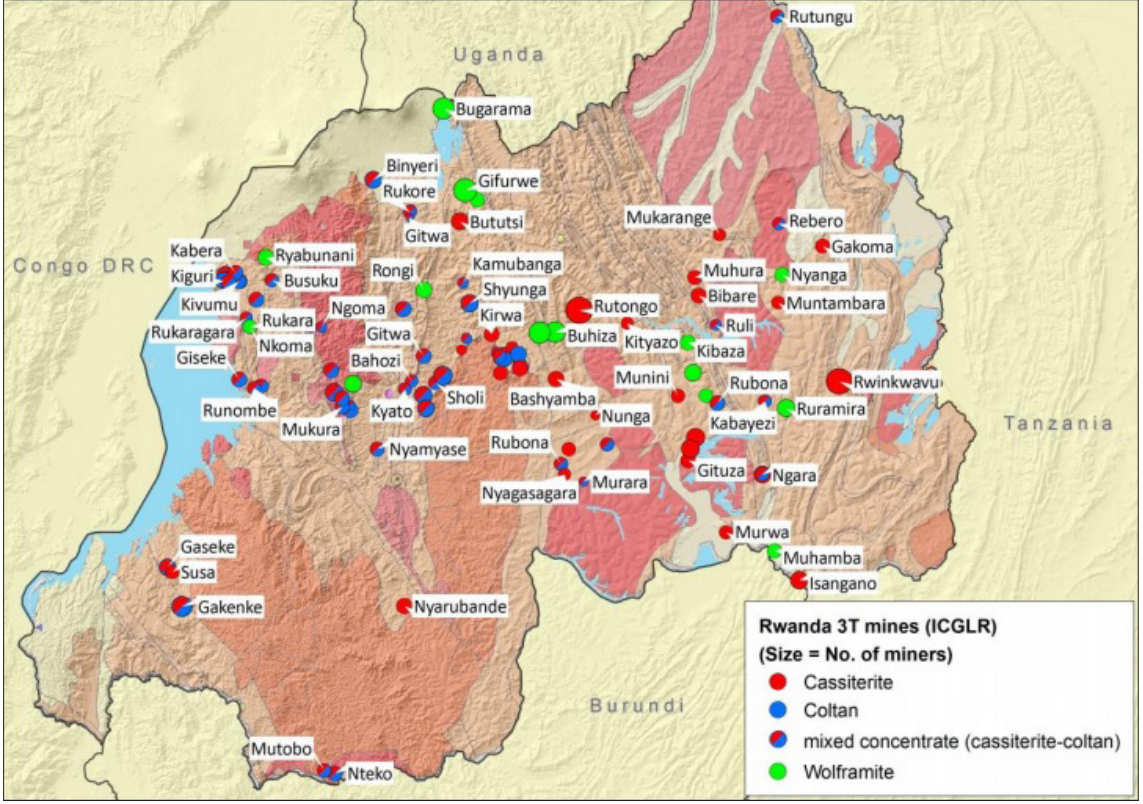 Rutungu
Uganda
Bugarama
Binyeri
Rukore
Gifurwe
Gitwa
Bututsi
Mukarange
Rebero
Gakoma
Kabera
Ryabunani
Congo DRC
Kiguri
Busuku
Rongi
Kamubanga
Shyunga
Muhura
Nyanga
Bibare
Muntambara
Kivumu
Ngoma
Rutongo
Rukaragara
Rukara
Gitwa
Kirwa
Buhiza
Kityazo
Ruli
Nkoma
Kibaza
Giseke
Bahozi
Munini
Rubona
Rwinkwavu
Runombe
Kyato
Sholi
Bashyamba
Kabayezi
Ruramira
Tanzania
Mukura
Nunga
Nyamyase
Rubona
Gituza
Ngara
Nyagasagara
Murara
Murwa
Gaseke
Susa
Muhamba
Isangano
Gakenke
Nyarubande
Burundi
Mutobo
Nteko
Rwanda 3T mines (ICGLR)
(Size = No. of miners)
Cassiterite
Coltan
mixed concentrate (cassiterite-coltan)
Wolframite